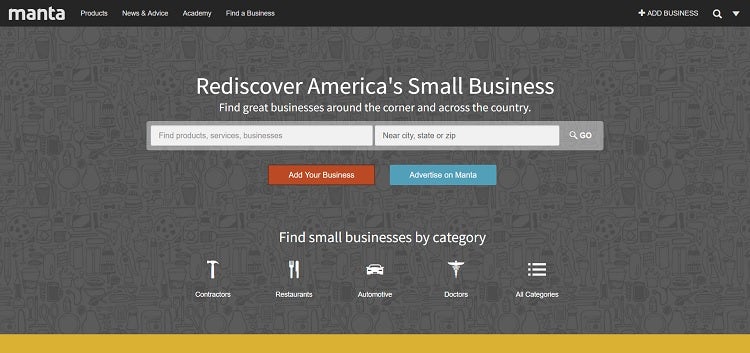 manta Products News & Advice Academy Find a Business + ADD BUSINESS
Rediscover America's Small Business
Find great businesses around the corner and across the country.
Find products, services, businesses Near city, state or zip GO
Add Your Business Advertise on Manta
Find small businesses by category
Contractors Restaurants Automotive Doctors All Categories